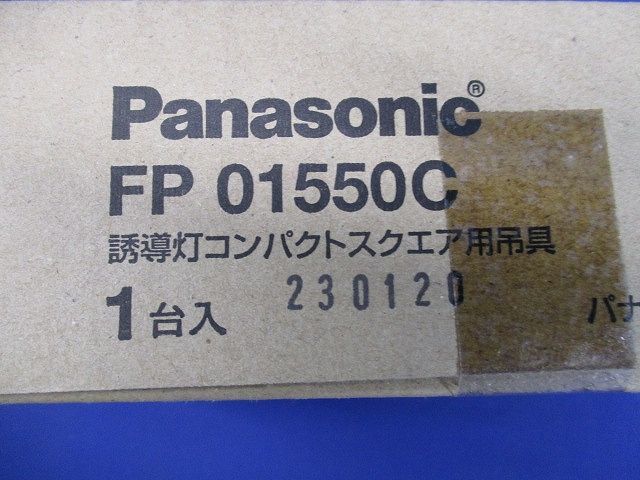 Panasonic®
FP 01550C
誘導灯コンパクトスクエア用吊具
1台入 230120 パナ